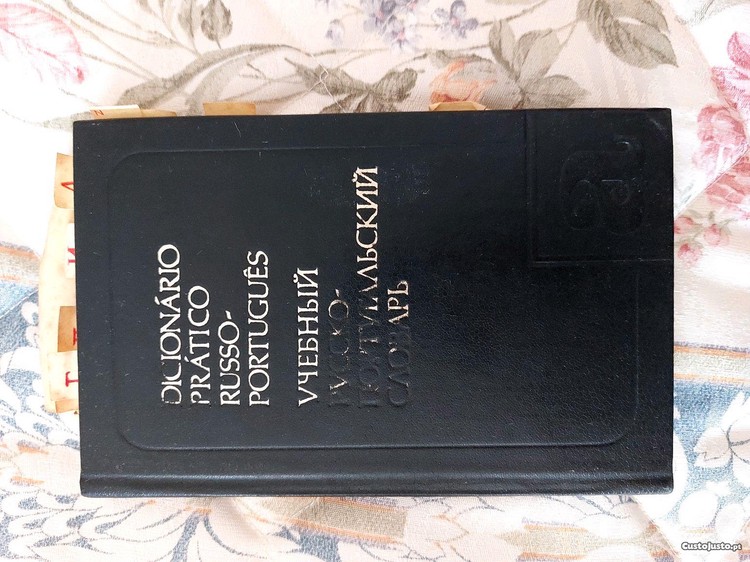 DICIONÁRIO
PRÁTICO
RUSSO-
PORTUGUÊS
УЧЕБНЫЙ
РУССКО-
ПОРТУГАЛЬСКИЙ
СЛОВАРЬ
Г
И
Л
CustoJusto.pt